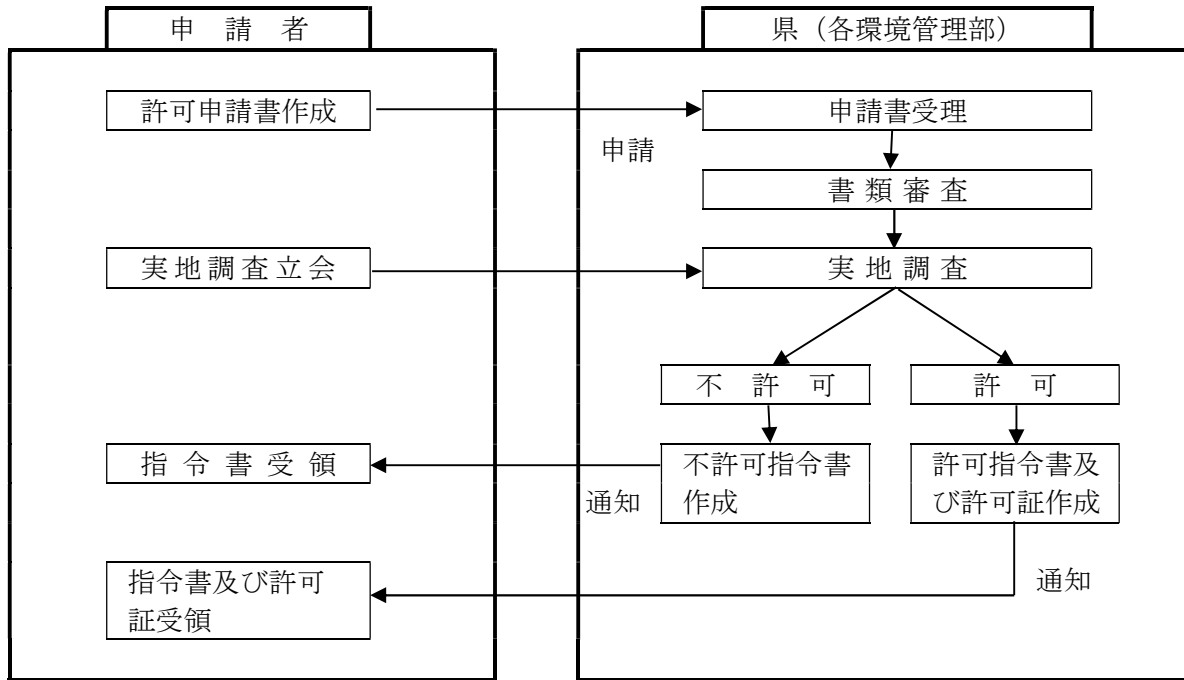 申 請 者
県（各環境管理部）
許可申請書作成
申請書受理
申請
書 類 審 査
実地調査立会
実 地 調 査
不 許 可
許 可
指 令 書 受 領
不許可指令書
作成
許可指令書及
び許可証作成
通知
指令書及び許可
証受領
通知